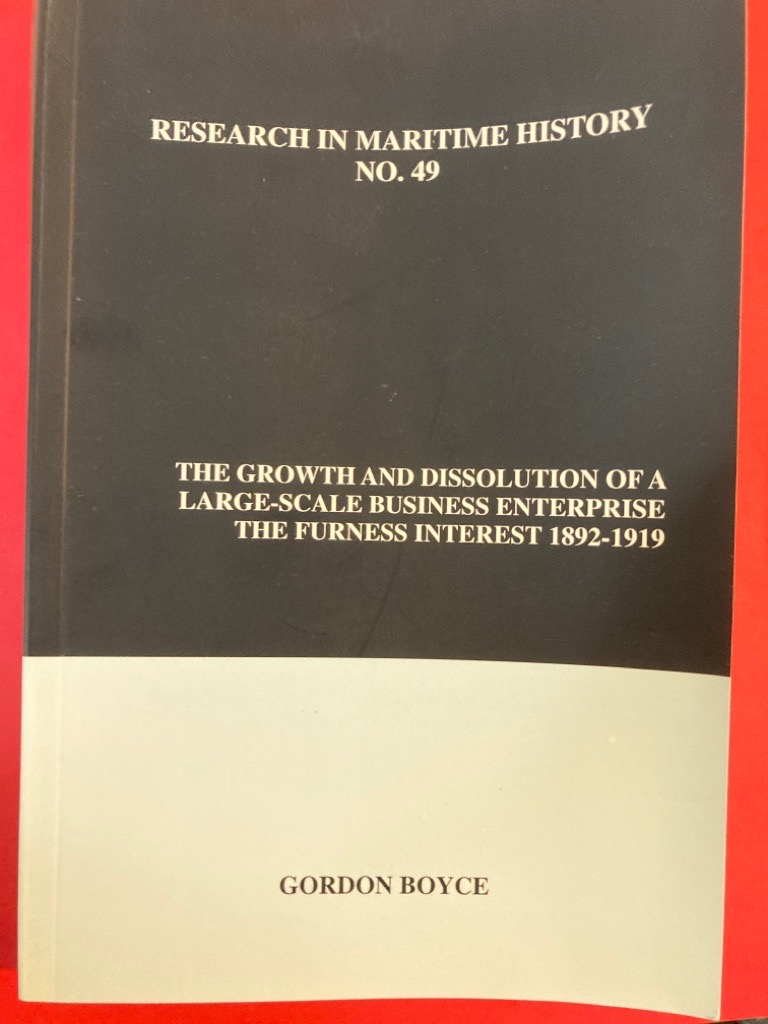 RESEARCH IN MARITIME HISTORY
NO. 49
THE GROWTH AND DISSOLUTION OF A
LARGE-SCALE BUSINESS ENTERPRISE
THE FURNESS INTEREST 1892-1919
GORDON BOYCE